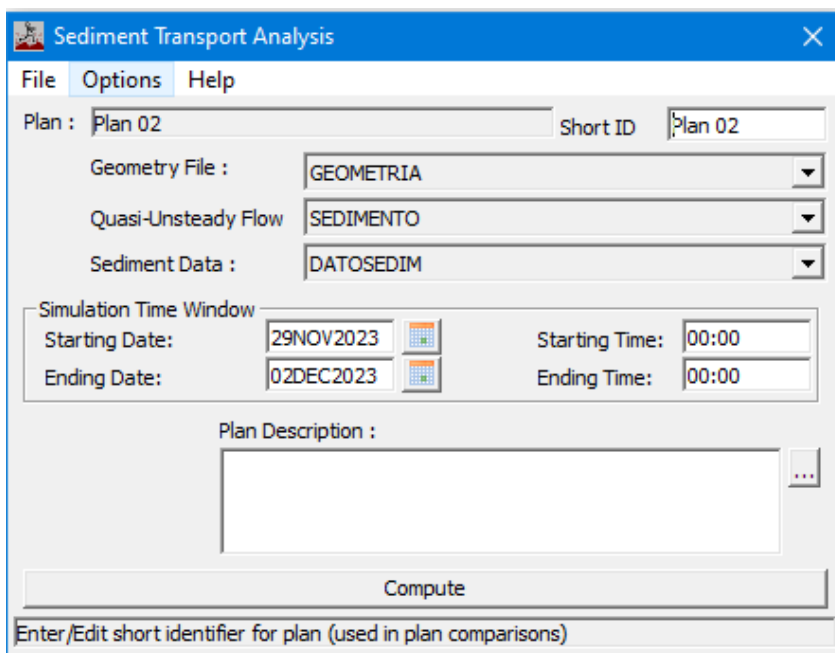 Sediment Transport Analysis
File Options Help
Plan : Plan 02 Short ID Plan 02
Geometry File : GEOMETRIA
Quasi-Unsteady Flow SEDIMENTO
Sediment Data : DATOSEDIM
Simulation Time Window
Starting Date: 29NOV2023 Starting Time: 00:00
Ending Date: 02DEC2023 Ending Time: 00:00
Plan Description :
...
Compute
Enter/Edit short identifier for plan (used in plan comparisons)